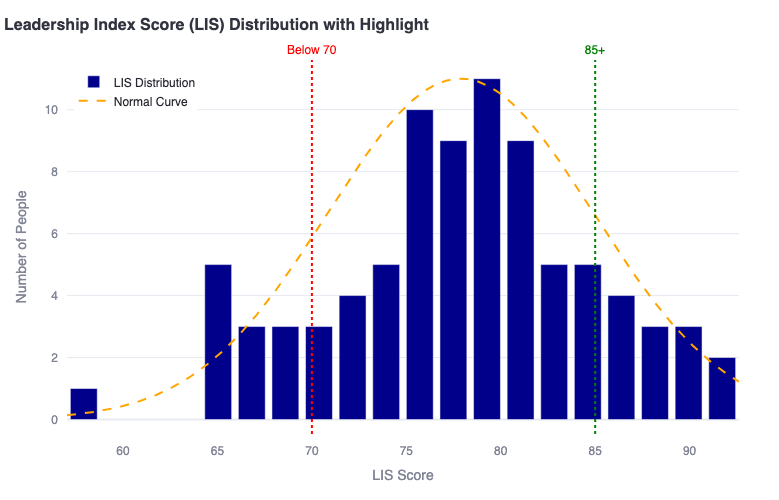 Leadership Index Score (LIS) Distribution with Highlight
Below 70
85+
LIS Distribution
Normal Curve
10
8
6
4
2
0
Number of People
60
65
70
75
80
85
90
LIS Score